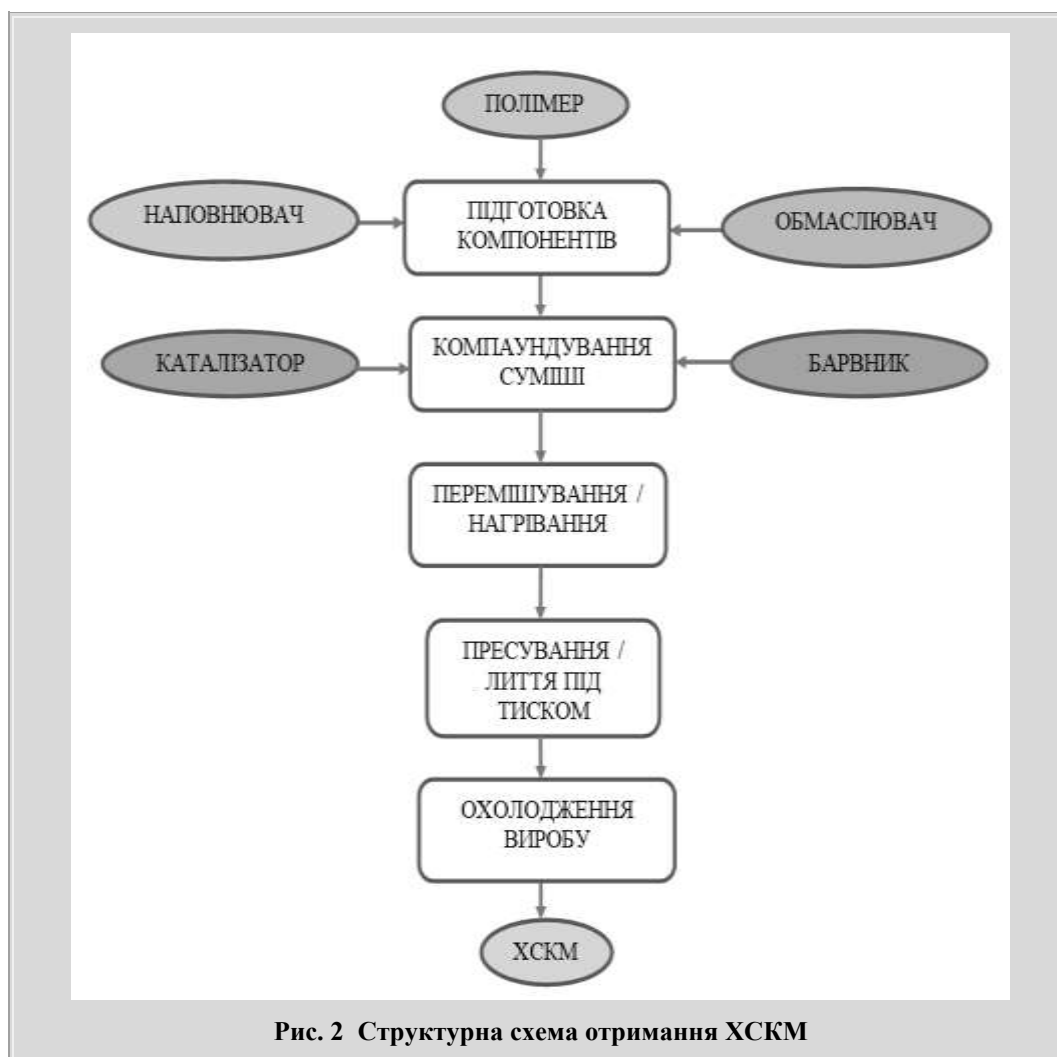 ПОЛІМЕР
НАПОВНЮВАЧ
ПІДГОТОВКА
КОМПОНЕНТІВ
ОБМАСЛЮВАЧ
КАТАЛІЗАТОР
КОМПАУНДУВАННЯ
СУМІШІ
БАРВНИК
ПЕРЕМІШУВАННЯ /
НАГРІВАННЯ
ПРЕСУВАННЯ /
ЛИТТЯ ПІД
ТИСКОМ
ОХОЛОДЖЕННЯ
ВИРОБУ
ХСКМ
Рис. 2 Структурна схема отримання ХСКМ